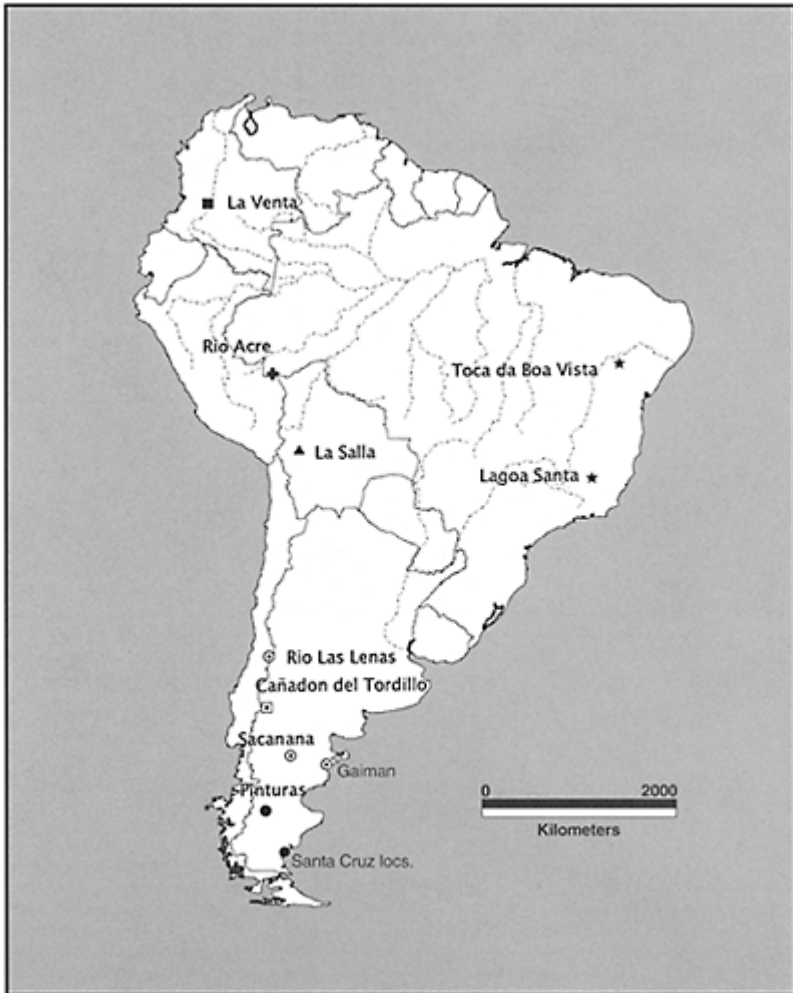 La Venta
Rio Acre
Toca da Boa Vista
La Salla
Lagoa Santa
Rio Las Lenas
Cañadon del Tordillo
Sacanana
Gaiman
Pinturas
0 2000
Kilometers
Santa Cruz locs.